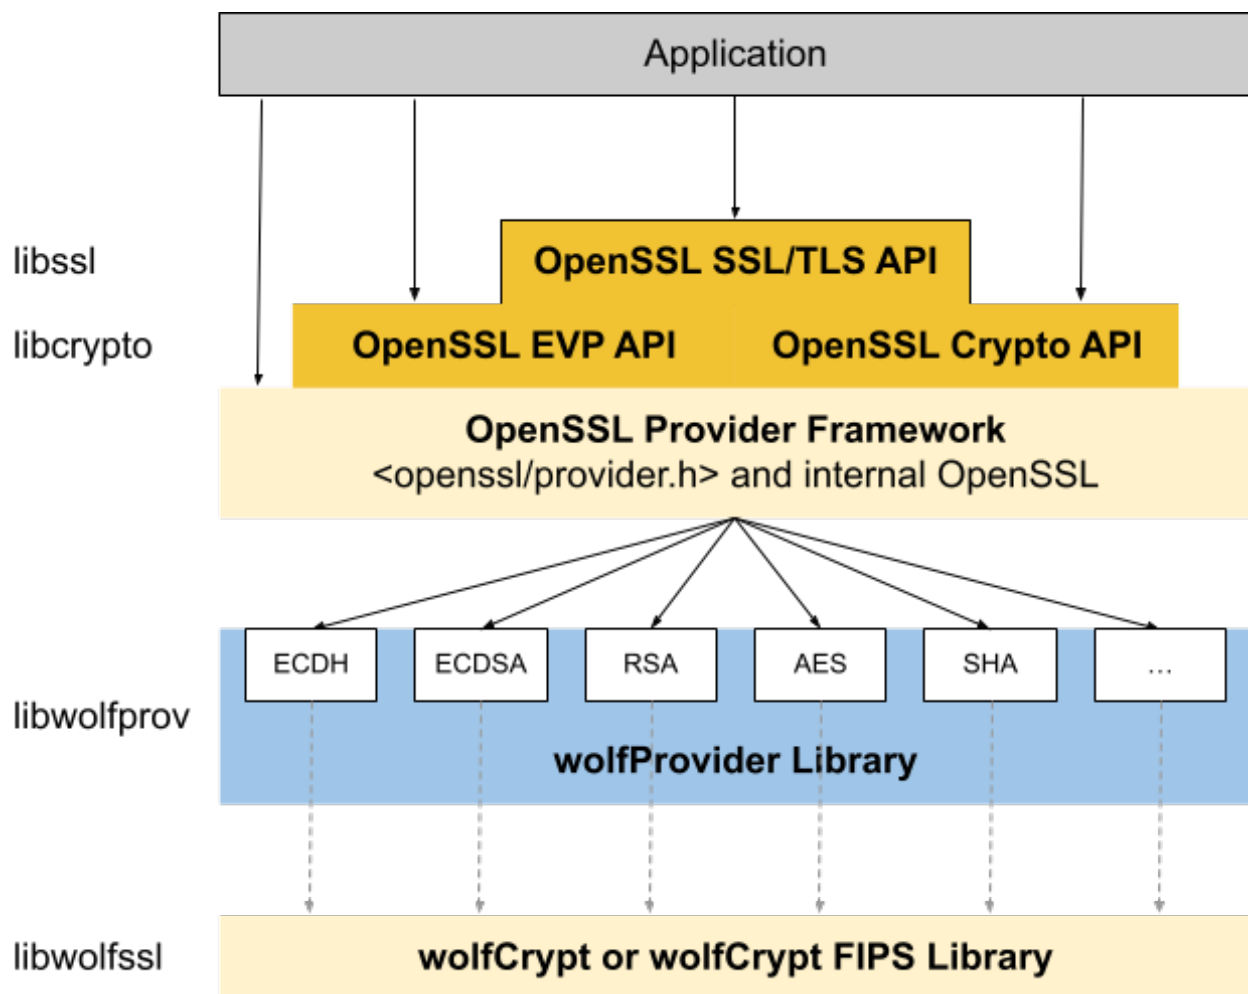 Application
libssl
OpenSSL SSL/TLS API
libcrypto
OpenSSL EVP API
OpenSSL Crypto API
OpenSSL Provider Framework
<openssl/provider.h> and internal OpenSSL
ECDH
ECDSA
RSA
AES
SHA
...
libwolfprov
wolfProvider Library
libwolfssl
wolfCrypt or wolfCrypt FIPS Library